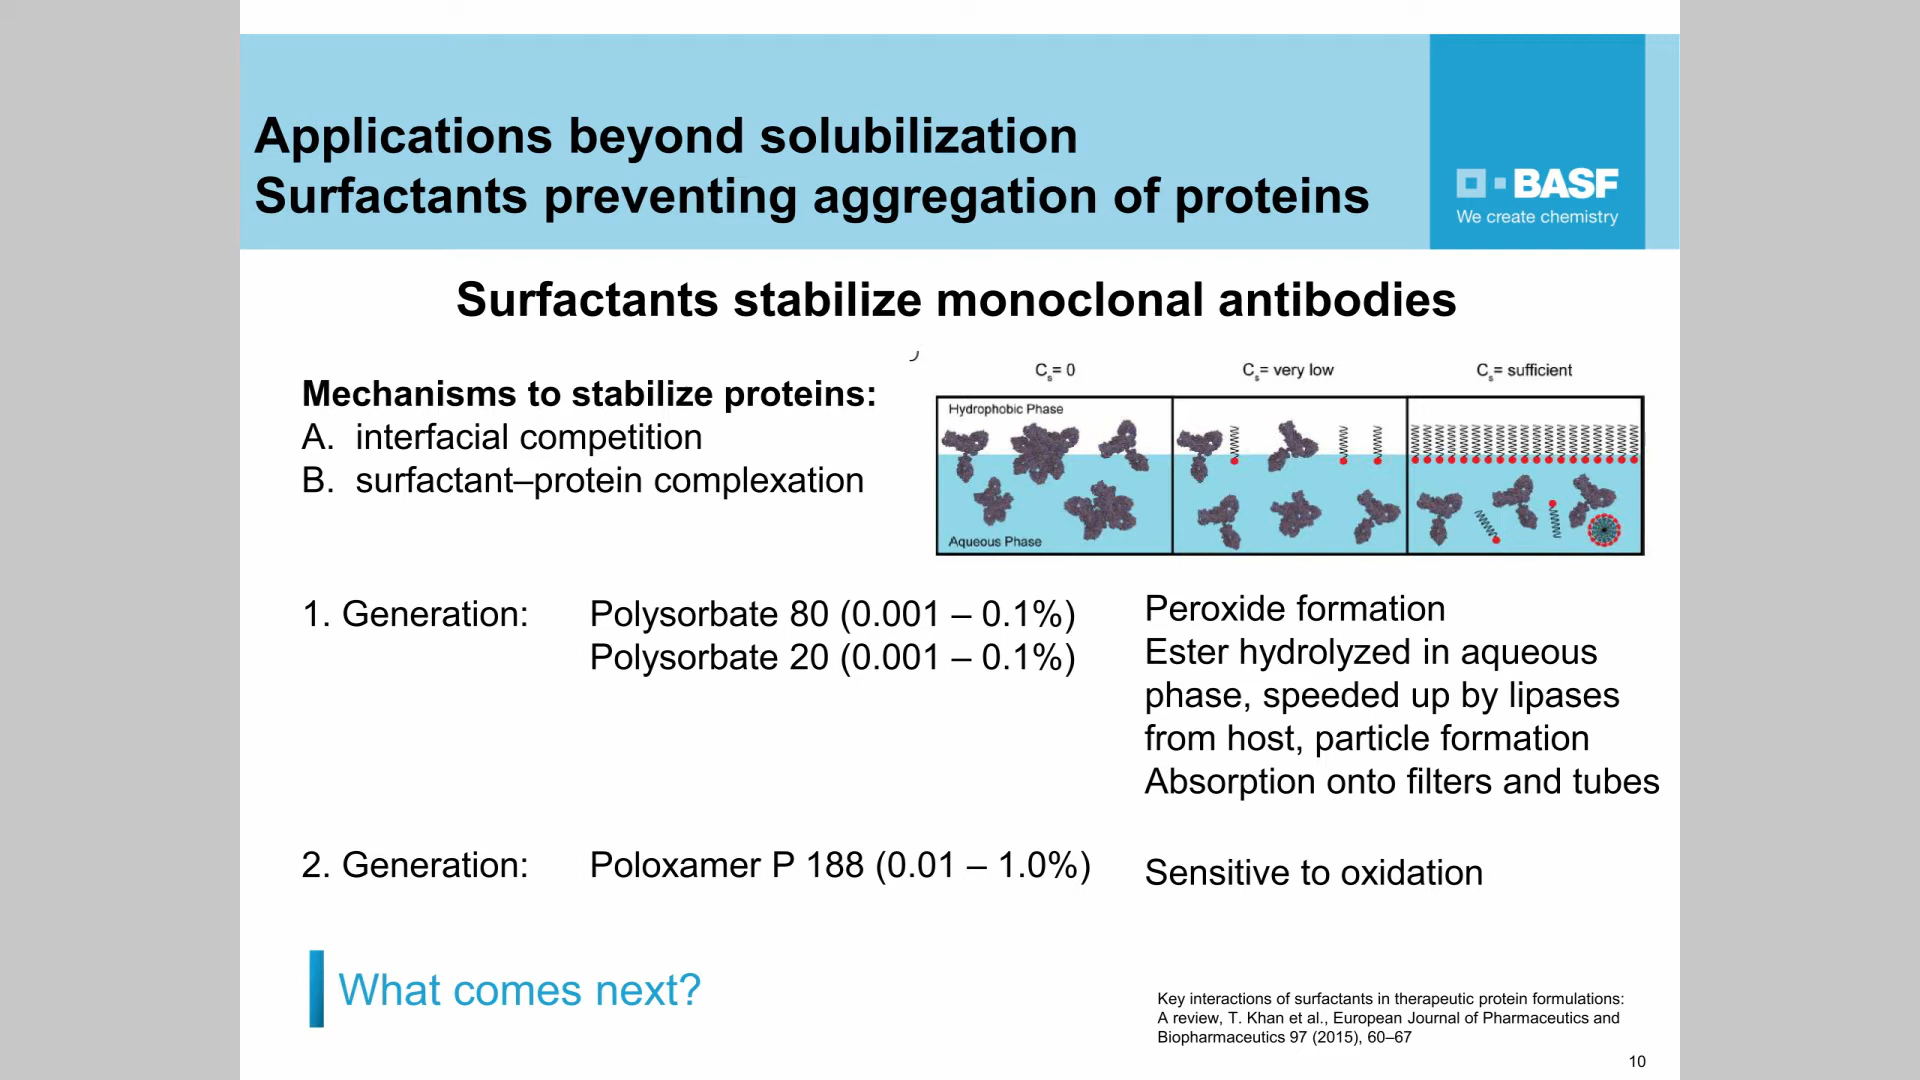 Applications beyond solubilization
Surfactants preventing aggregation of proteins
BASF
We create chemistry
Surfactants stabilize monoclonal antibodies
Mechanisms to stabilize proteins:
A. interfacial competition
B. surfactant–protein complexation
Cs= 0
Cs= very low
Cs= sufficient
Hydrophobic Phase
Aqueous Phase
1. Generation:
Polysorbate 80 (0.001 – 0.1%)
Polysorbate 20 (0.001 – 0.1%)
Peroxide formation
Ester hydrolyzed in aqueous
phase, speeded up by lipases
from host, particle formation
Absorption onto filters and tubes
2. Generation:
Poloxamer P 188 (0.01 – 1.0%)
Sensitive to oxidation
What comes next?
Key interactions of surfactants in therapeutic protein formulations:
A review, T. Khan et al., European Journal of Pharmaceutics and
Biopharmaceutics 97 (2015), 60–67
10